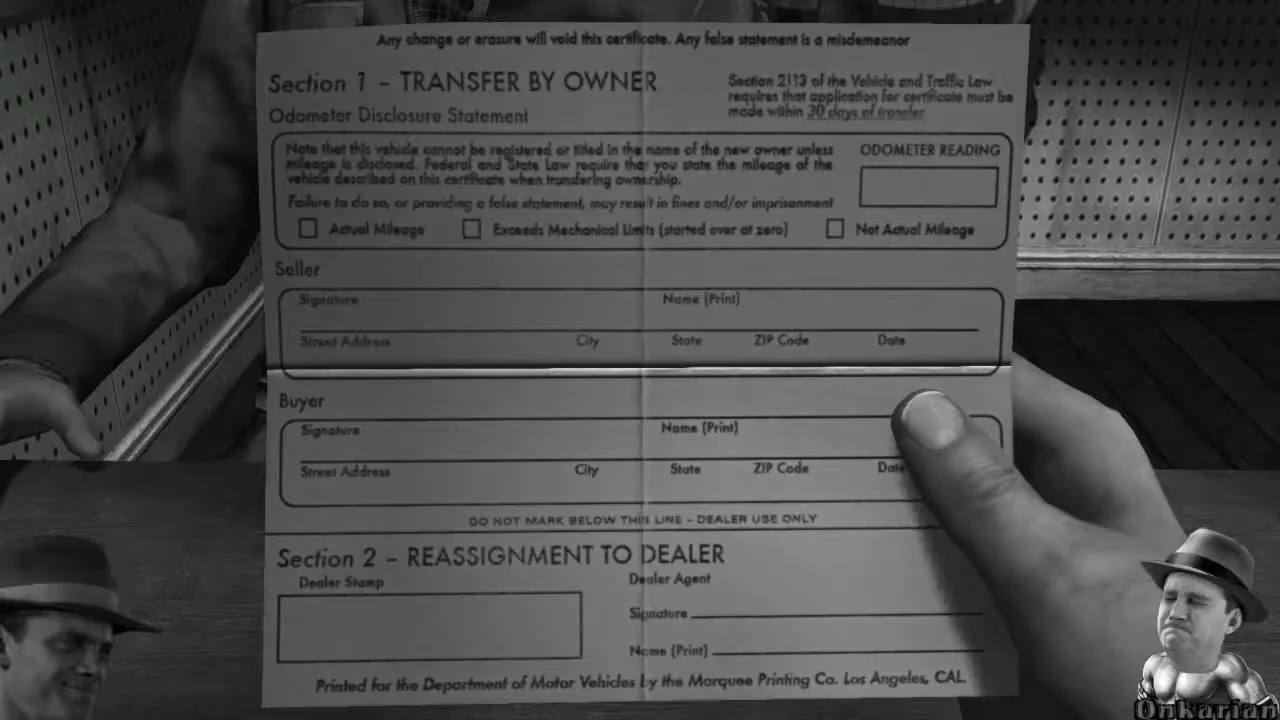 Any change or erasure will void this certificate. Any false statement is a misdemeanor
Section 1 – TRANSFER BY OWNER
Section 2113 of the Vehicle and Traffic Law
requires that application for certificate must be
made within 30 days of transfer
Odometer Disclosure Statement
Note that this vehicle cannot be registered or titled in the name of the new owner unless
mileage is disclosed. Federal and State Law require that you state the mileage of the
vehicle described on this certificate when transfering ownership.
Failure to do so, or providing a false statement, may result in fines and/or imprisonment
ODOMETER READING
Actual Mileage
Exceeds Mechanical Limits (started over at zero)
Not Actual Mileage
Seller
Signature
Name (Print)
Street Address
City
State
ZIP Code
Date
Buyer
Signature
Name (Print)
Street Address
City
State
ZIP Code
Date
DO NOT MARK BELOW THIS LINE – DEALER USE ONLY
Section 2 – REASSIGNMENT TO DEALER
Dealer Stamp
Dealer Agent
Signature
Name (Print)
Printed for the Department of Motor Vehicles by the Marquee Printing Co. Los Angeles, CAL
Onkarian